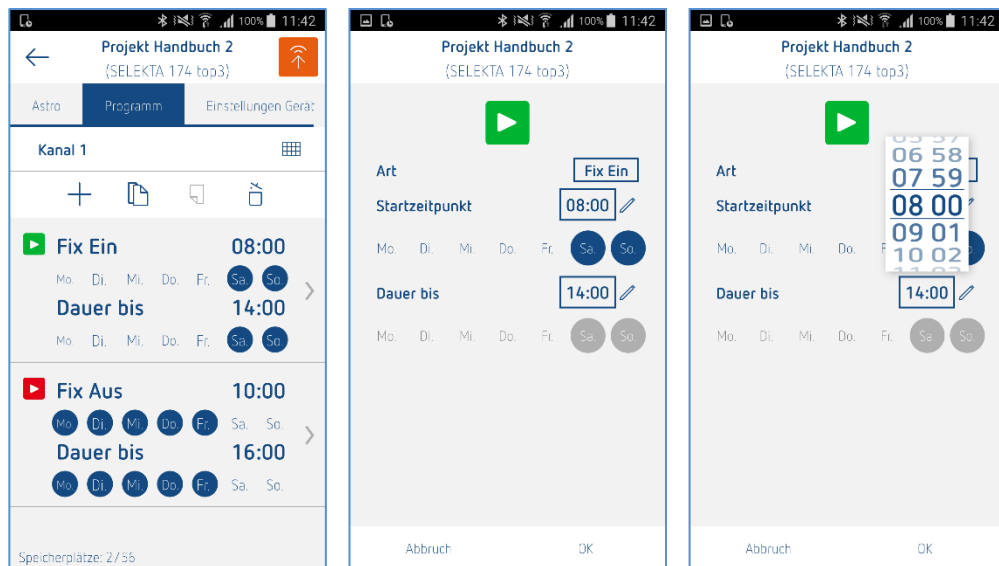 100% 11:42
Projekt Handbuch 2
(SELEKTA 174 top3)
Astro Programm Einstellungen Gerät
Kanal 1
Fix Ein 08:00
Mo. Di. Mi. Do. Fr. Sa. So.
Dauer bis 14:00
Mo. Di. Mi. Do. Fr. Sa. So.
Fix Aus 10:00
Mo. Di. Mi. Do. Fr. Sa. So.
Dauer bis 16:00
Mo. Di. Mi. Do. Fr. Sa. So.
Speicherplätze: 2/56
100% 11:42
Projekt Handbuch 2
(SELEKTA 174 top3)
Art Fix Ein
Startzeitpunkt 08:00
Mo. Di. Mi. Do. Fr. Sa. So.
Dauer bis 14:00
Mo. Di. Mi. Do. Fr. Sa. So.
Abbruch OK
100% 11:42
Projekt Handbuch 2
(SELEKTA 174 top3)
06 58
Art 07 59
Startzeitpunkt 08 00
09 01
Mo. Di. Mi. Do.
10 02
Dauer bis 14:00
Mo. Di. Mi. Do. Fr. Sa. So.
Abbruch OK